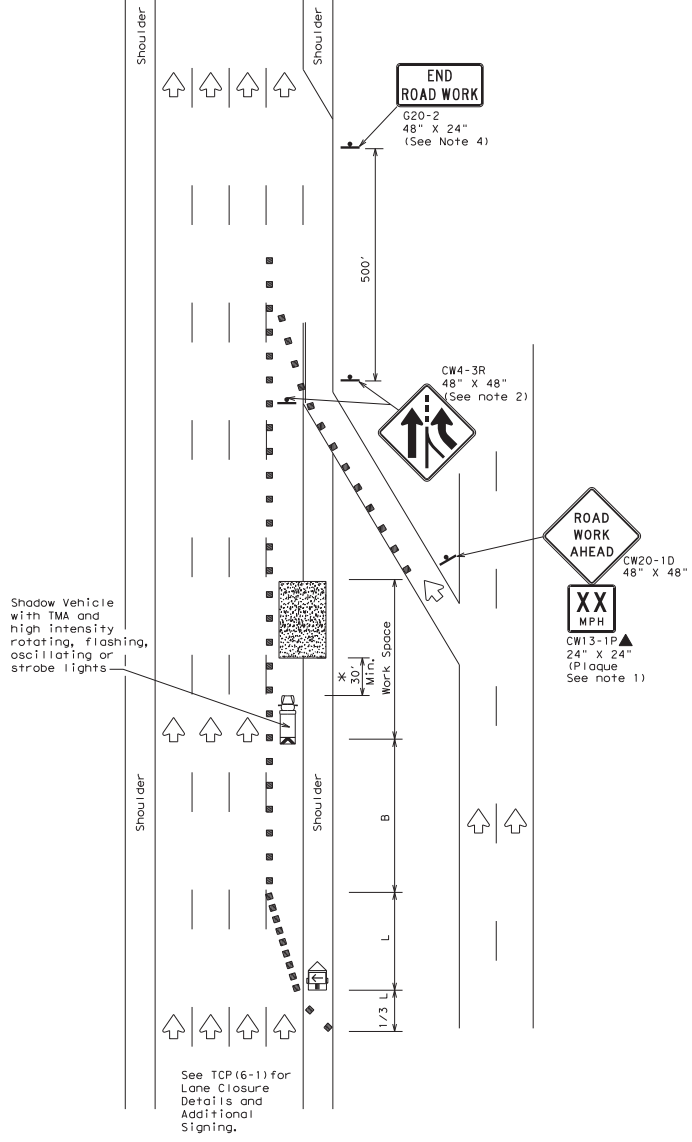 Shoulder
Shoulder
END
ROAD WORK
G20-2
48" X 24"
(See Note 4)
500'
CW4-3R
48" X 48"
(See note 2)
ROAD
WORK
AHEAD
CW20-1D
48" X 48"
XX
MPH
CW13-1P▲
24" X 24"
(Plaque
See note 1)
Shadow Vehicle
with TMA and
high intensity
rotating, flashing,
oscillating or
strobe lights
*
30'
Min.
Work Space
Shoulder
Shoulder
B
L
1/3 L
See TCP(6-1)for
Lane Closure
Details and
Additional
Signing.